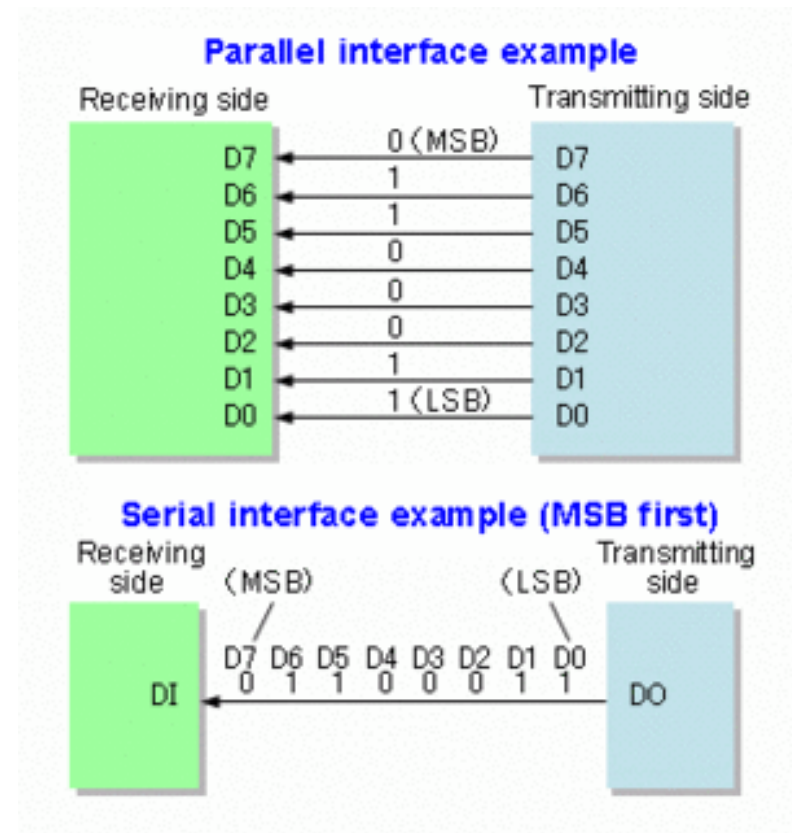 Parallel interface example
Receiving side
Transmitting side
D7 0 (MSB) D7
D6 1 D6
D5 1 D5
D4 0 D4
D3 0 D3
D2 0 D2
D1 1 D1
D0 1 (LSB) D0
Serial interface example (MSB first)
Receiving
side
(MSB)
(LSB)
Transmitting
side
D7 D6 D5 D4 D3 D2 D1 D0
0 1 1 0 0 0 1 1
DI
DO